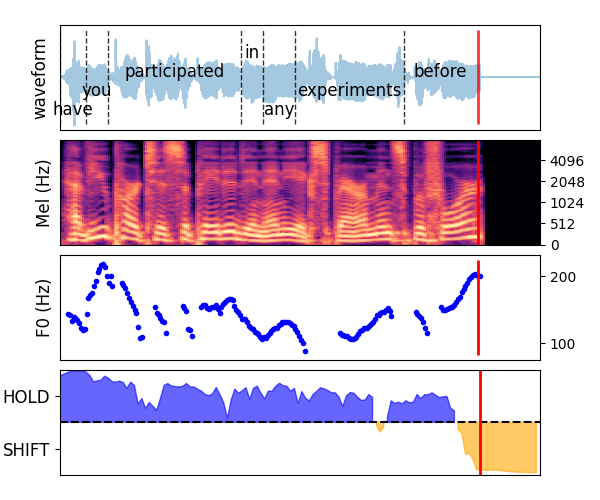 waveform
have
you
participated
in
any
experiments
before
Mel (Hz)
4096
2048
1024
512
0
F0 (Hz)
200
100
HOLD
SHIFT